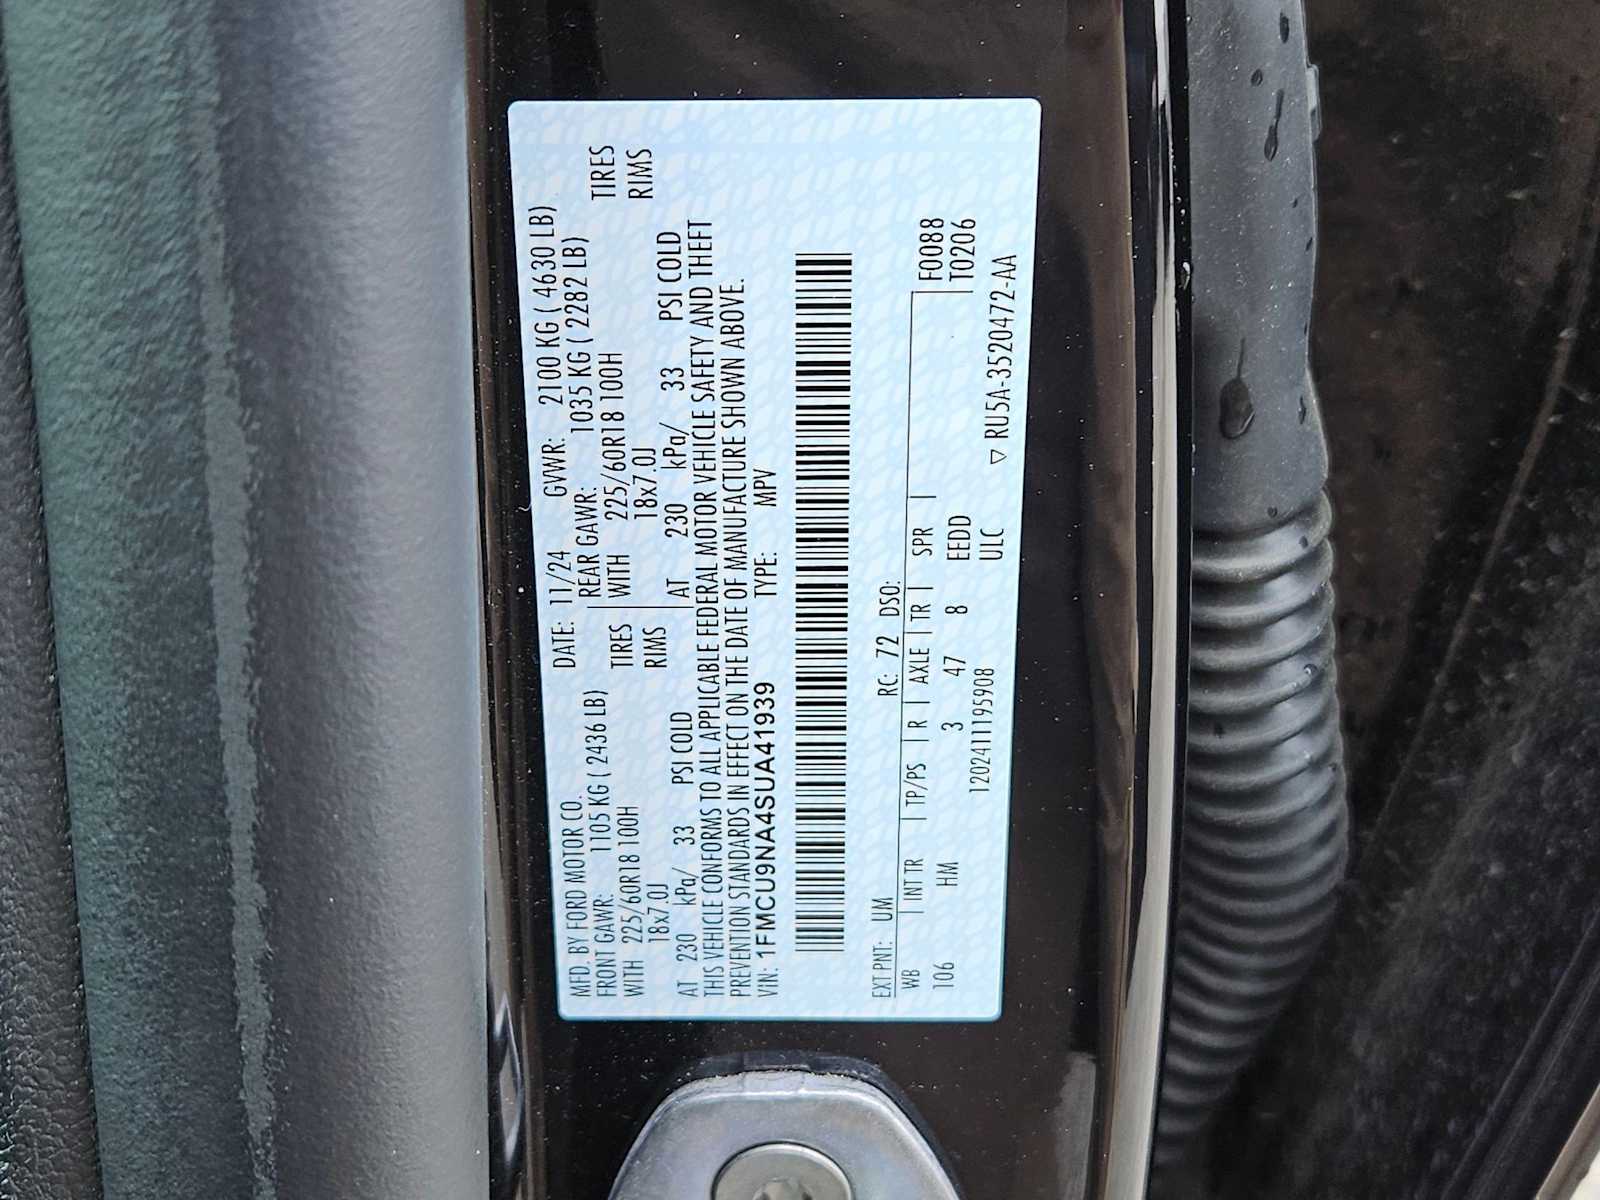 MFD. BY FORD MOTOR CO. DATE: 11/24 GVWR: 2100 KG ( 4630 LB)
FRONT GAWR: 1105 KG ( 2436 LB) REAR GAWR: 1035 KG ( 2282 LB)
WITH 225/60R18 100H TIRES WITH 225/60R18 100H TIRES
18x7.0J RIMS 18x7.0J RIMS
AT 230 kPa/ 33 PSI COLD AT 230 kPa/ 33 PSI COLD
THIS VEHICLE CONFORMS TO ALL APPLICABLE FEDERAL MOTOR VEHICLE SAFETY AND THEFT
PREVENTION STANDARDS IN EFFECT ON THE DATE OF MANUFACTURE SHOWN ABOVE.
VIN: 1FMCU9NA4SUA41939 TYPE: MPV
EXT PNT: UM RC: 72 DSO:
WB INT TR TP/PS R AXLE TR SPR F0088
106 HM 3 47 8 EEDD T0206
12024111195908 ULC ▽ RU5A-3520472-AA